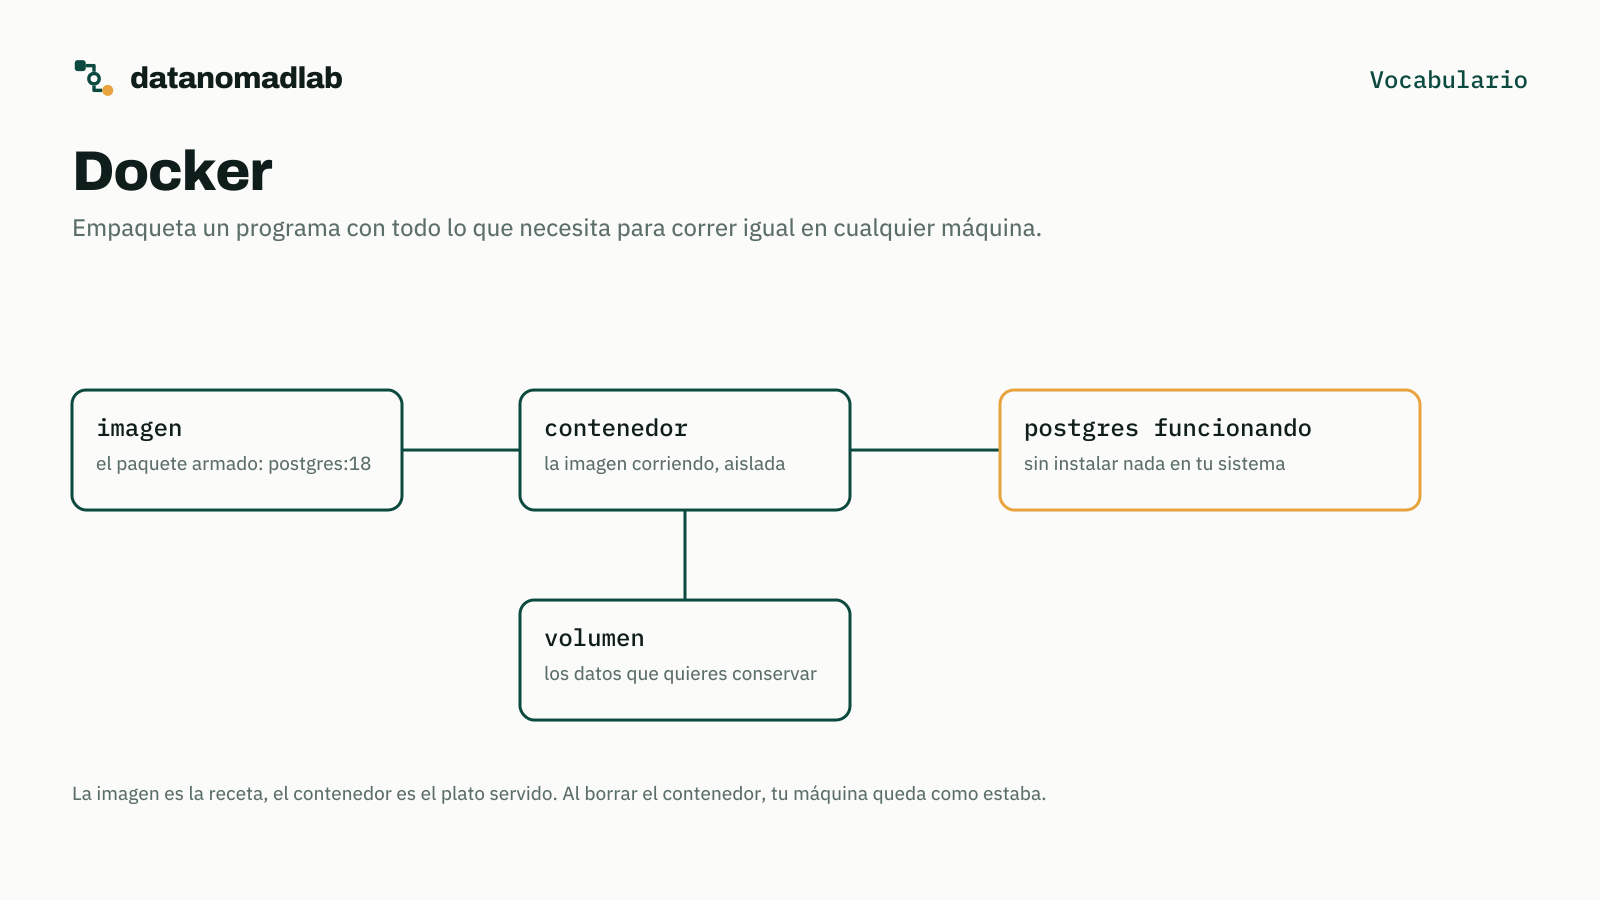 datanomadlab
Vocabulario
Docker
Empaqueta un programa con todo lo que necesita para correr igual en cualquier máquina.
imagen
el paquete armado: postgres:18
contenedor
la imagen corriendo, aislada
postgres funcionando
sin instalar nada en tu sistema
volumen
los datos que quieres conservar
La imagen es la receta, el contenedor es el plato servido. Al borrar el contenedor, tu máquina queda como estaba.